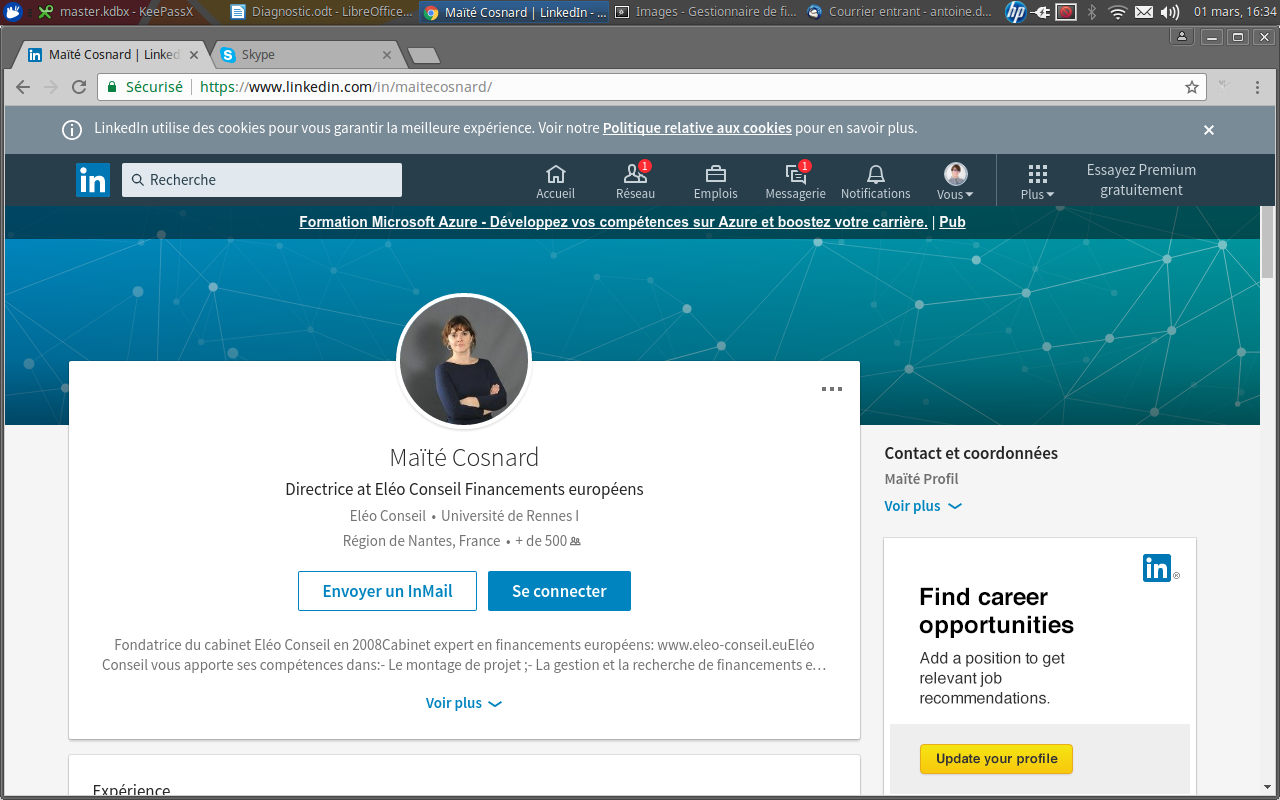 master.kdbx - KeePassX
Diagnostic.odt - LibreOffice...
Maïté Cosnard | LinkedIn - ...
Images - Gestionnaire de fi...
Courrier entrant - antoine.d...
hp
01 mars, 16:34
in Maïté Cosnard | Linked
Skype
Sécurisé
https://www.linkedin.com/in/maitecosnard/
LinkedIn utilise des cookies pour vous garantir la meilleure expérience. Voir notre Politique relative aux cookies pour en savoir plus.
in
Recherche
Accueil
1
Réseau
Emplois
1
Messagerie
Notifications
Vous
Plus
Essayez Premium
gratuitement
Formation Microsoft Azure - Développez vos compétences sur Azure et boostez votre carrière. | Pub
Maïté Cosnard
Directrice at Eléo Conseil Financements européens
Eléo Conseil • Université de Rennes I
Région de Nantes, France • + de 500
Envoyer un InMail
Se connecter
Fondatrice du cabinet Eléo Conseil en 2008Cabinet expert en financements européens: www.eleo-conseil.euEléo
Conseil vous apporte ses compétences dans:- Le montage de projet ;- La gestion et la recherche de financements e...
Voir plus
Expérience
Contact et coordonnées
Maïté Profil
Voir plus
in®
Find career
opportunities
Add a position to get
relevant job
recommendations.
Update your profile